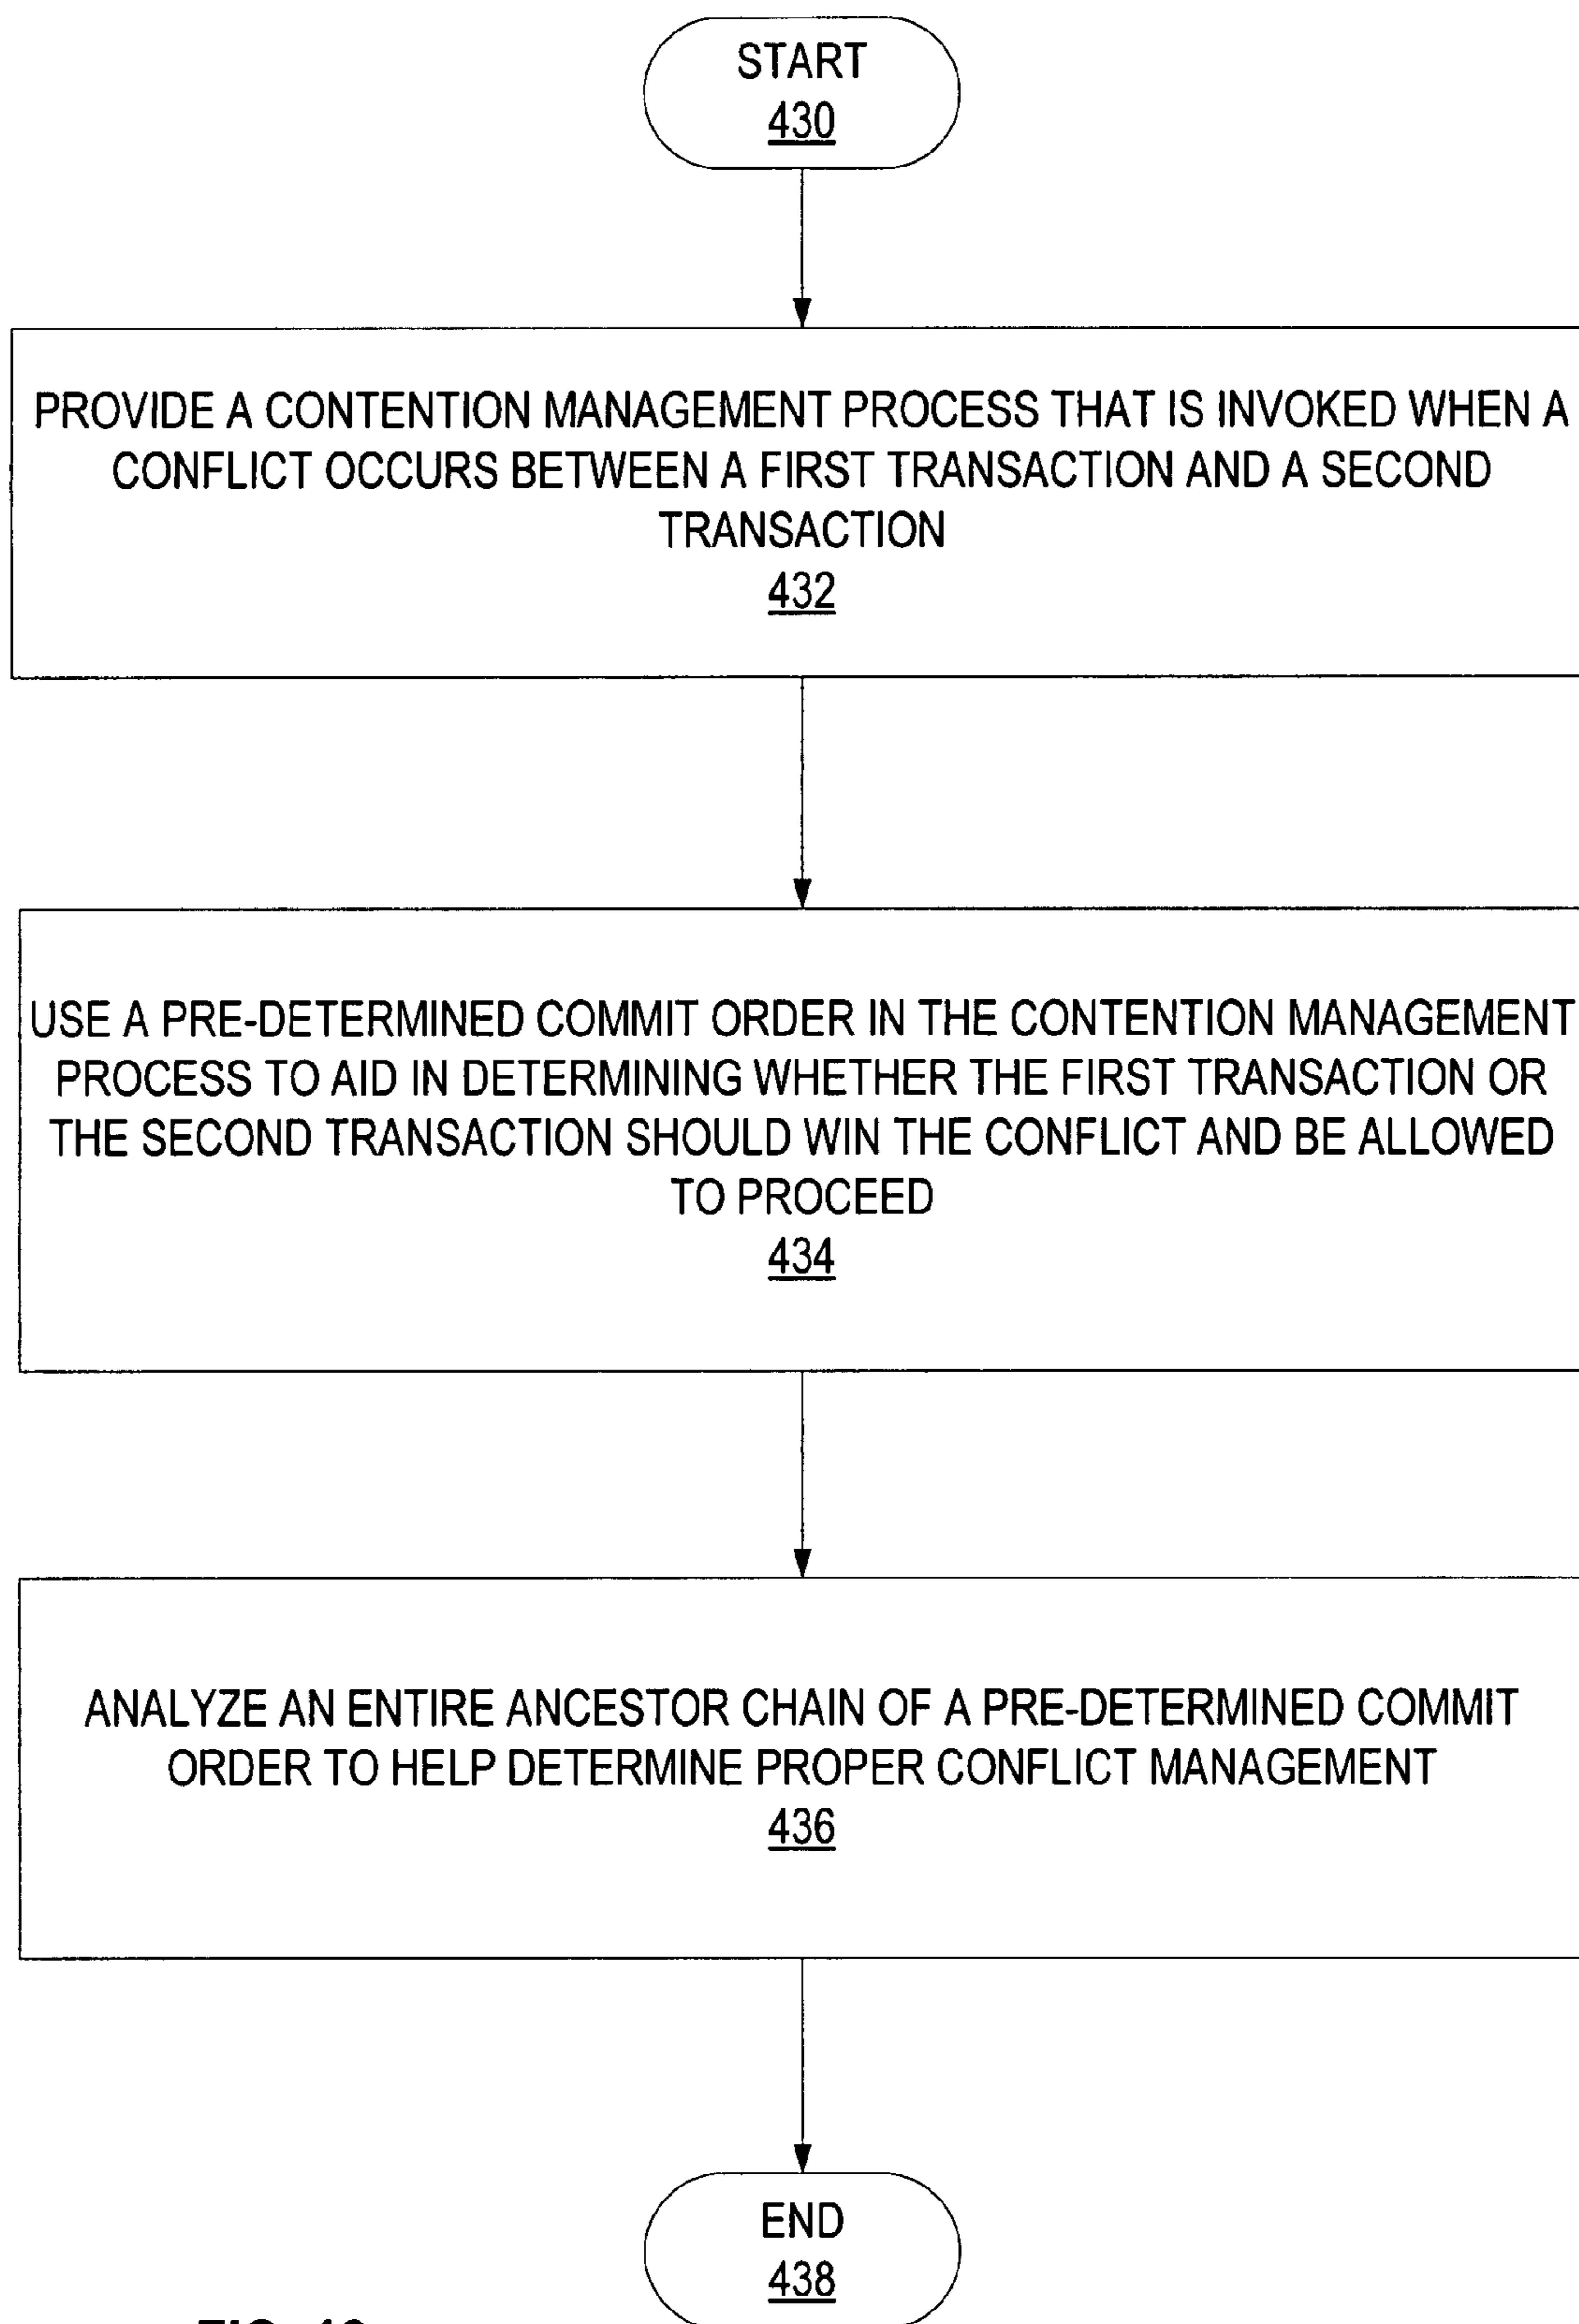 START
430
PROVIDE A CONTENTION MANAGEMENT PROCESS THAT IS INVOKED WHEN A
CONFLICT OCCURS BETWEEN A FIRST TRANSACTION AND A SECOND
TRANSACTION
432
USE A PRE-DETERMINED COMMIT ORDER IN THE CONTENTION MANAGEMENT
PROCESS TO AID IN DETERMINING WHETHER THE FIRST TRANSACTION OR
THE SECOND TRANSACTION SHOULD WIN THE CONFLICT AND BE ALLOWED
TO PROCEED
434
ANALYZE AN ENTIRE ANCESTOR CHAIN OF A PRE-DETERMINED COMMIT
ORDER TO HELP DETERMINE PROPER CONFLICT MANAGEMENT
436
END
438